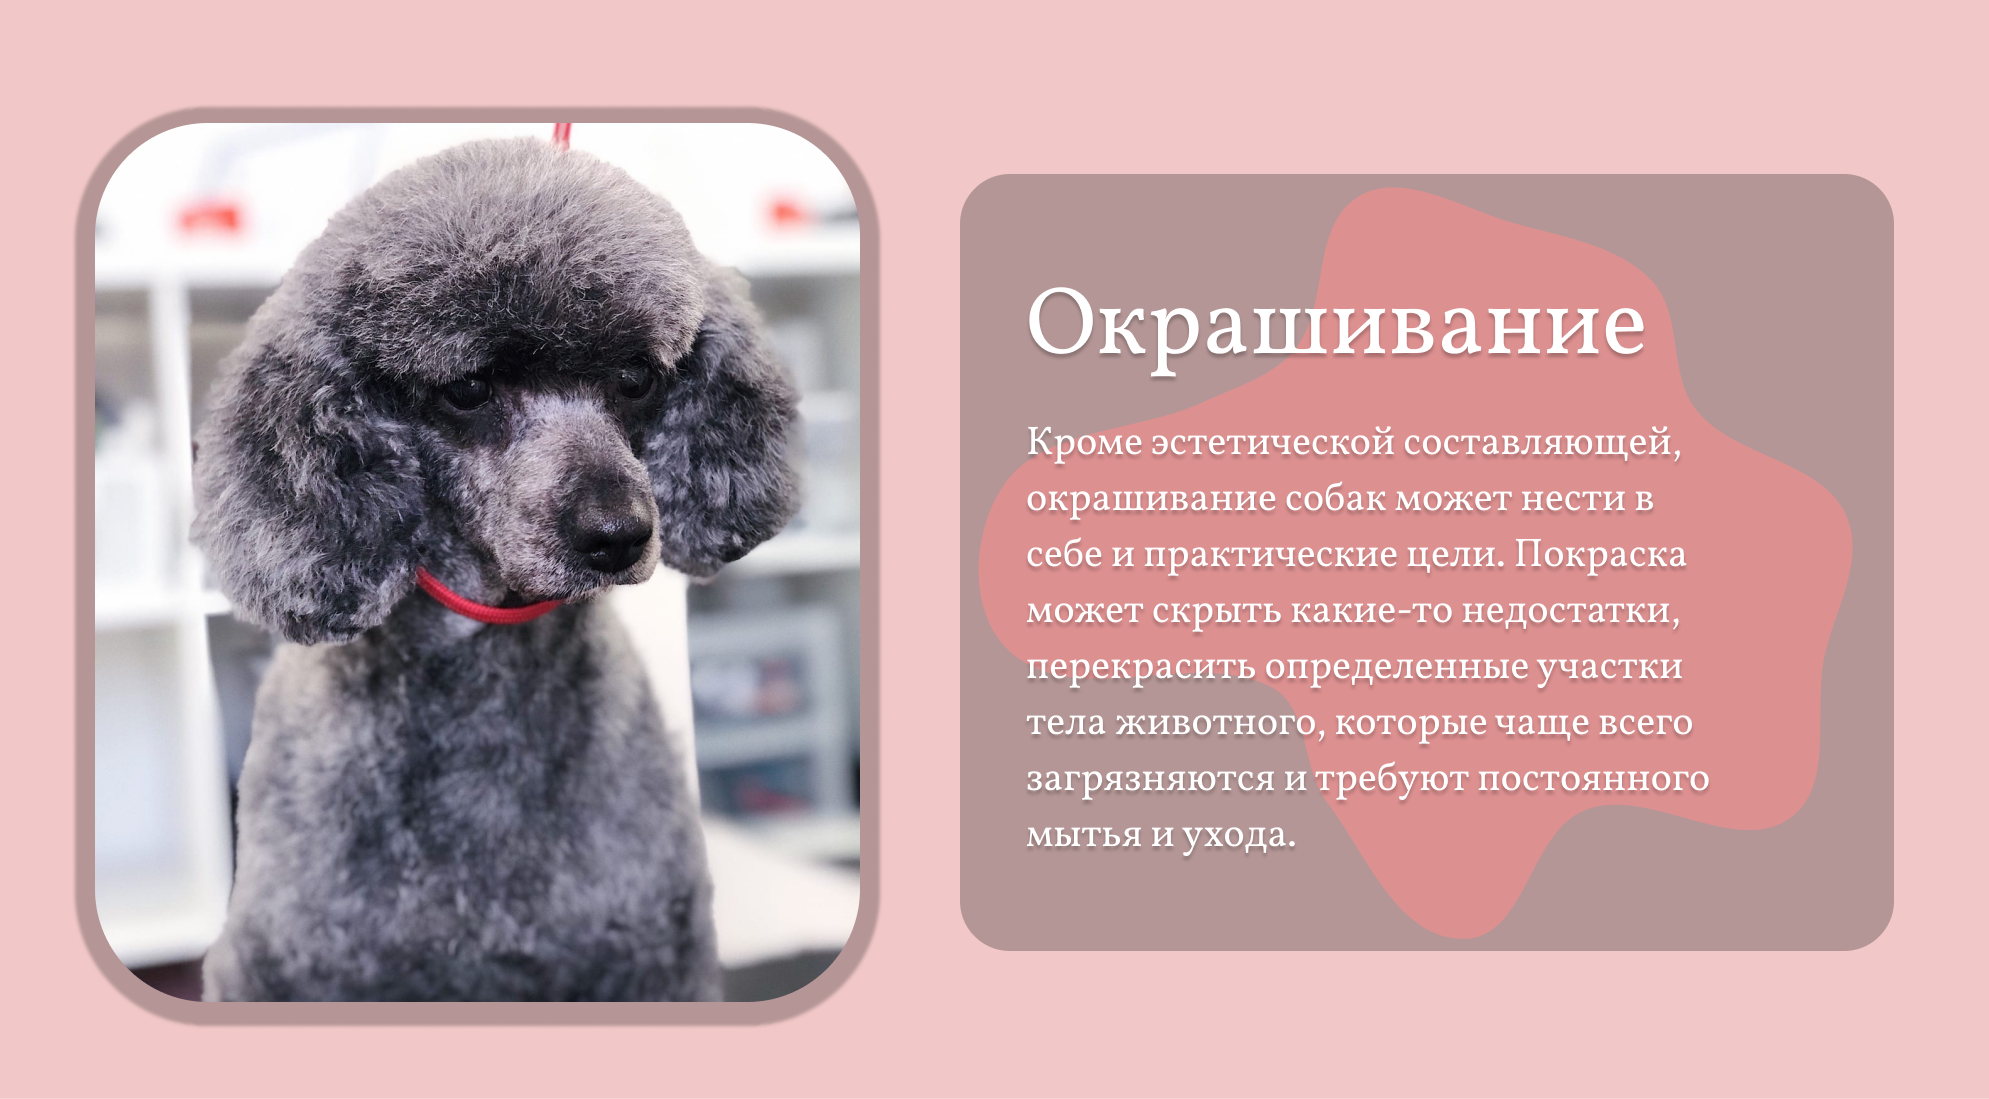 Окрашивание
Кроме эстетической составляющей,
окрашивание собак может нести в
себе и практические цели. Покраска
может скрыть какие-то недостатки,
перекрасить определенные участки
тела животного, которые чаще всего
загрязняются и требуют постоянного
мытья и ухода.